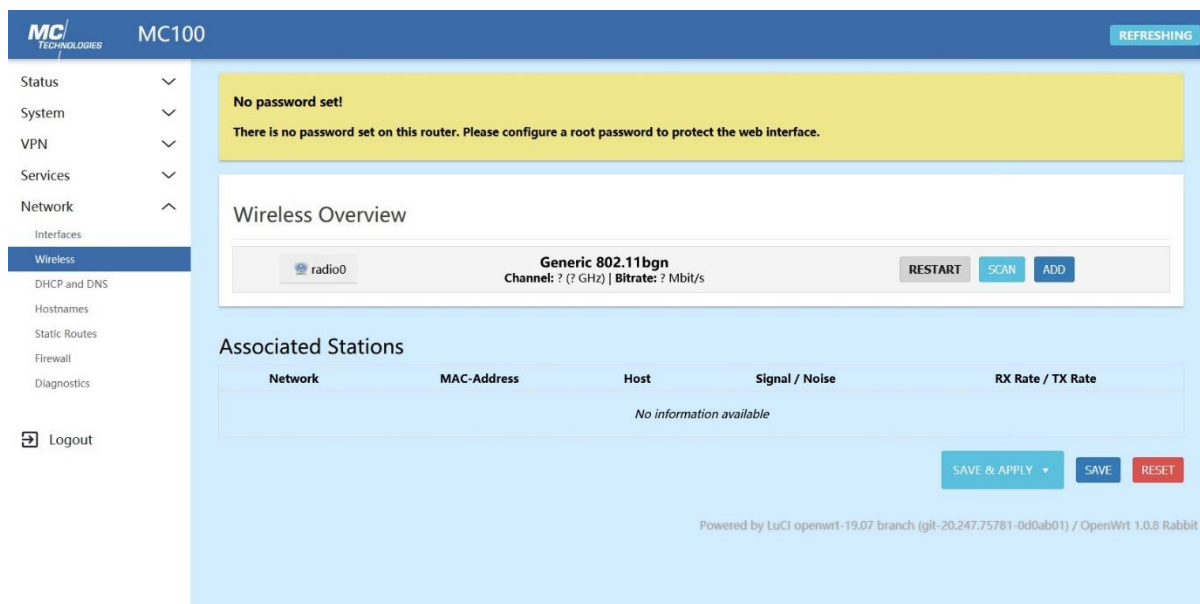 MC
TECHNOLOGIES
MC100
REFRESHING
Status
System
VPN
Services
Network
Interfaces
Wireless
DHCP and DNS
Hostnames
Static Routes
Firewall
Diagnostics
Logout
No password set!
There is no password set on this router. Please configure a root password to protect the web interface.
Wireless Overview
radio0
Generic 802.11bgn
Channel: ? (? GHz) | Bitrate: ? Mbit/s
RESTART SCAN ADD
Associated Stations
Network MAC-Address Host Signal / Noise RX Rate / TX Rate
No information available
SAVE & APPLY SAVE RESET
Powered by LuCI openwrt-19.07 branch (git-20.247.75781-0d0ab01) / OpenWrt 1.0.8 Rabbit